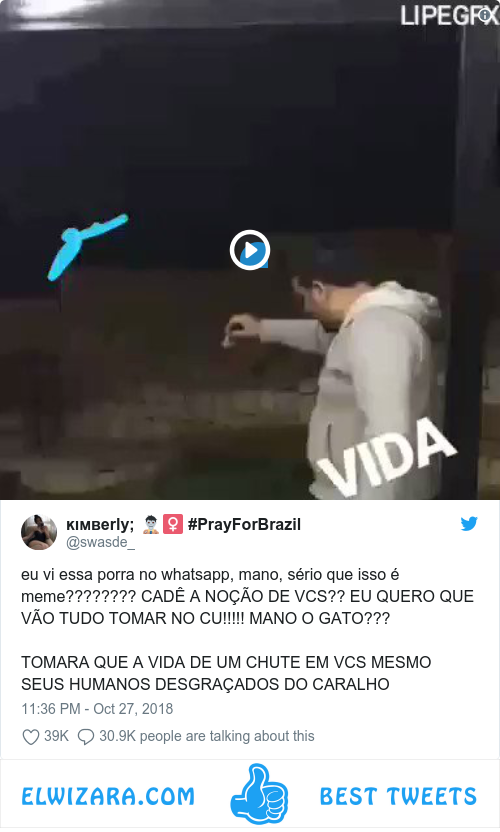 LIPEGFX
VIDA
кιмвerly; 🧟‍♀️ #PrayForBrazil
@swasde_
eu vi essa porra no whatsapp, mano, sério que isso é
meme???????? CADÊ A NOÇÃO DE VCS?? EU QUERO QUE
VÃO TUDO TOMAR NO CU!!!!! MANO O GATO???
TOMARA QUE A VIDA DE UM CHUTE EM VCS MESMO
SEUS HUMANOS DESGRAÇADOS DO CARALHO
11:36 PM - Oct 27, 2018
39K 30.9K people are talking about this
ELWIZARA.COM BEST TWEETS